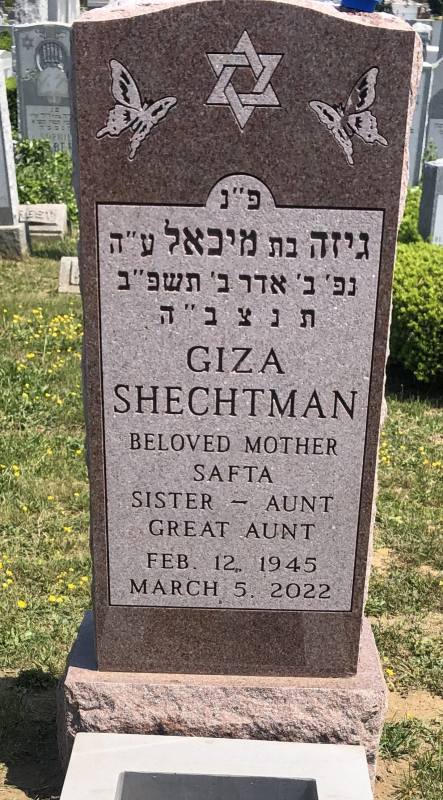 פ"נ
גיזה בת מיכאל ע"ה
נפ' ב' אדר ב' תשפ"ב
ת נ צ ב " ה
GIZA
SHECHTMAN
BELOVED MOTHER
SAFTA
SISTER – AUNT
GREAT AUNT
FEB. 12, 1945
MARCH 5, 2022